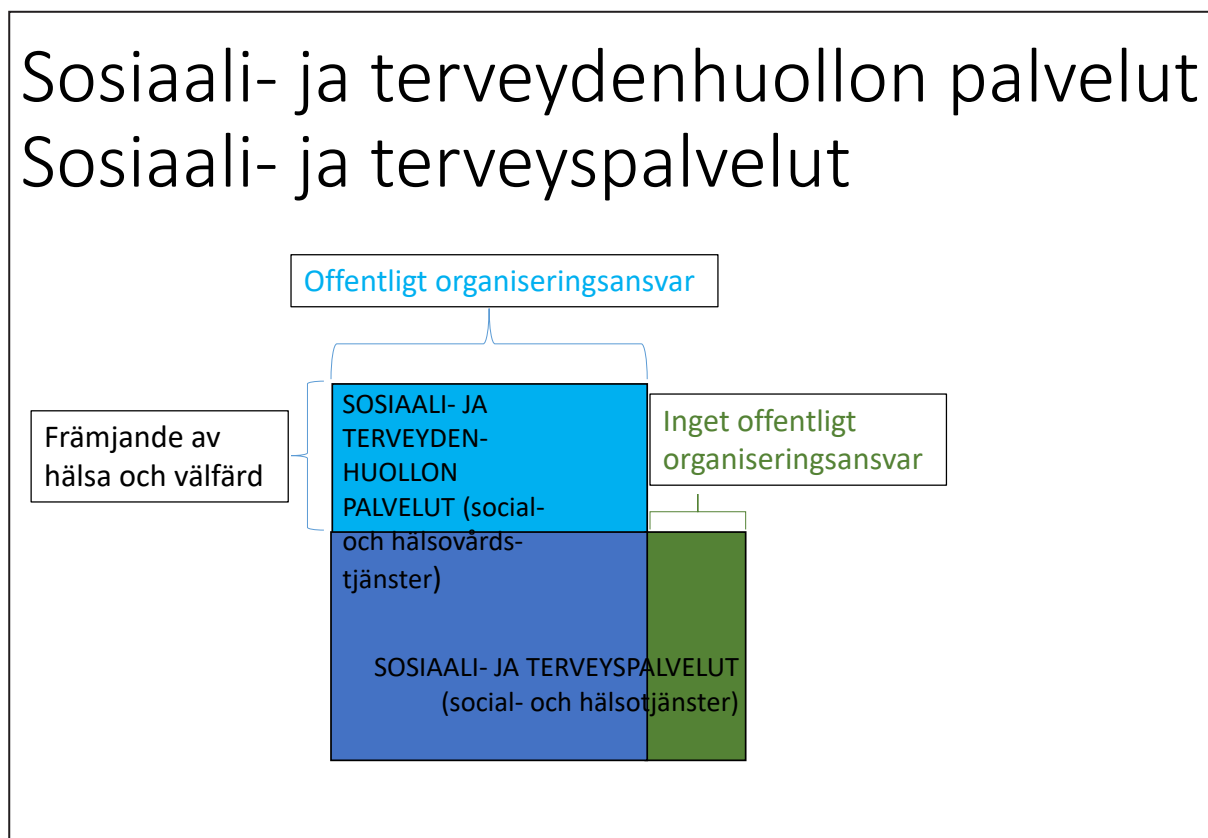 Sosiaali- ja terveydenhuollon palvelut
Sosiaali- ja terveyspalvelut
Offentligt organiseringsansvar
Främjande av
hälsa och välfärd
SOSIAALI- JA
TERVEYDEN-
HUOLLON
PALVELUT (social-
och hälsovårds-
tjänster)
Inget offentligt
organiseringsansvar
SOSIAALI- JA TERVEYSPALVELUT
(social- och hälsotjänster)